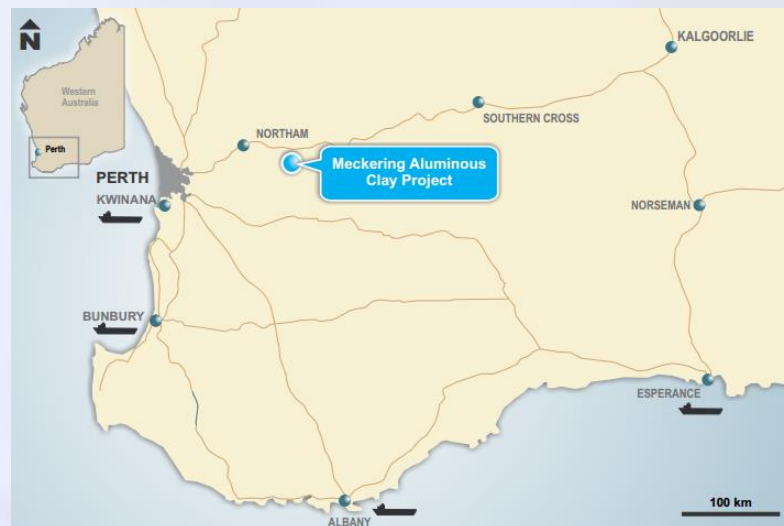 N
Western
Australia
Perth
KALGOORLIE
SOUTHERN CROSS
NORTHAM
Meckering Aluminous
Clay Project
PERTH
KWINANA
NORSEMAN
BUNBURY
ESPERANCE
100 km
ALBANY